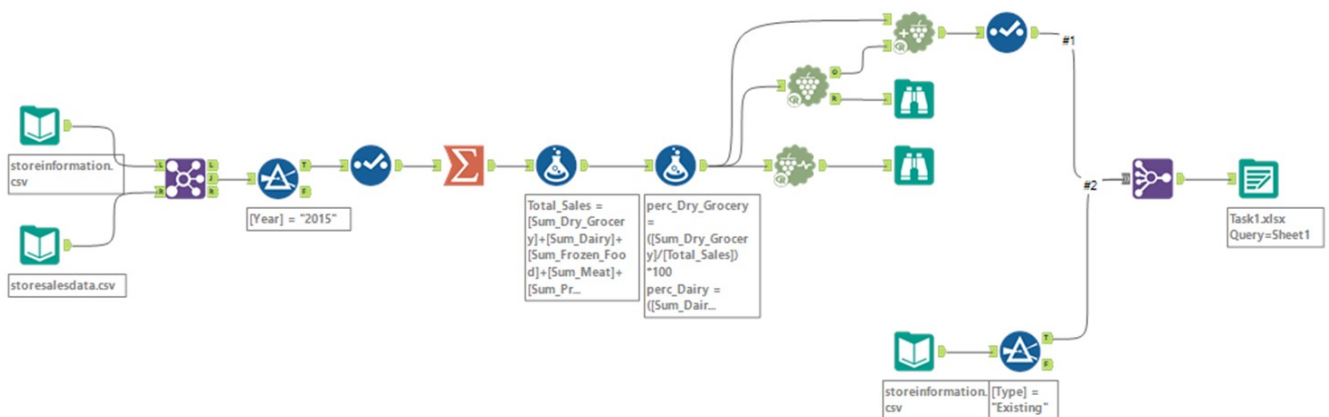 #1
storeinformation.
csv
L
R
L
J
R
T
F
[Year] = "2015"
storesalesdata.csv
Total_Sales =
[Sum_Dry_Grocer
y]+[Sum_Dairy]+
[Sum_Frozen_Foo
d]+[Sum_Meat]+
[Sum_Pr...
perc_Dry_Grocery
=
([Sum_Dry_Grocer
y]/[Total_Sales])
*100
perc_Dairy =
([Sum_Dair...
O
R
#2
Task1.xlsx
Query=Sheet1
T
F
storeinformation.
csv
[Type] =
"Existing"